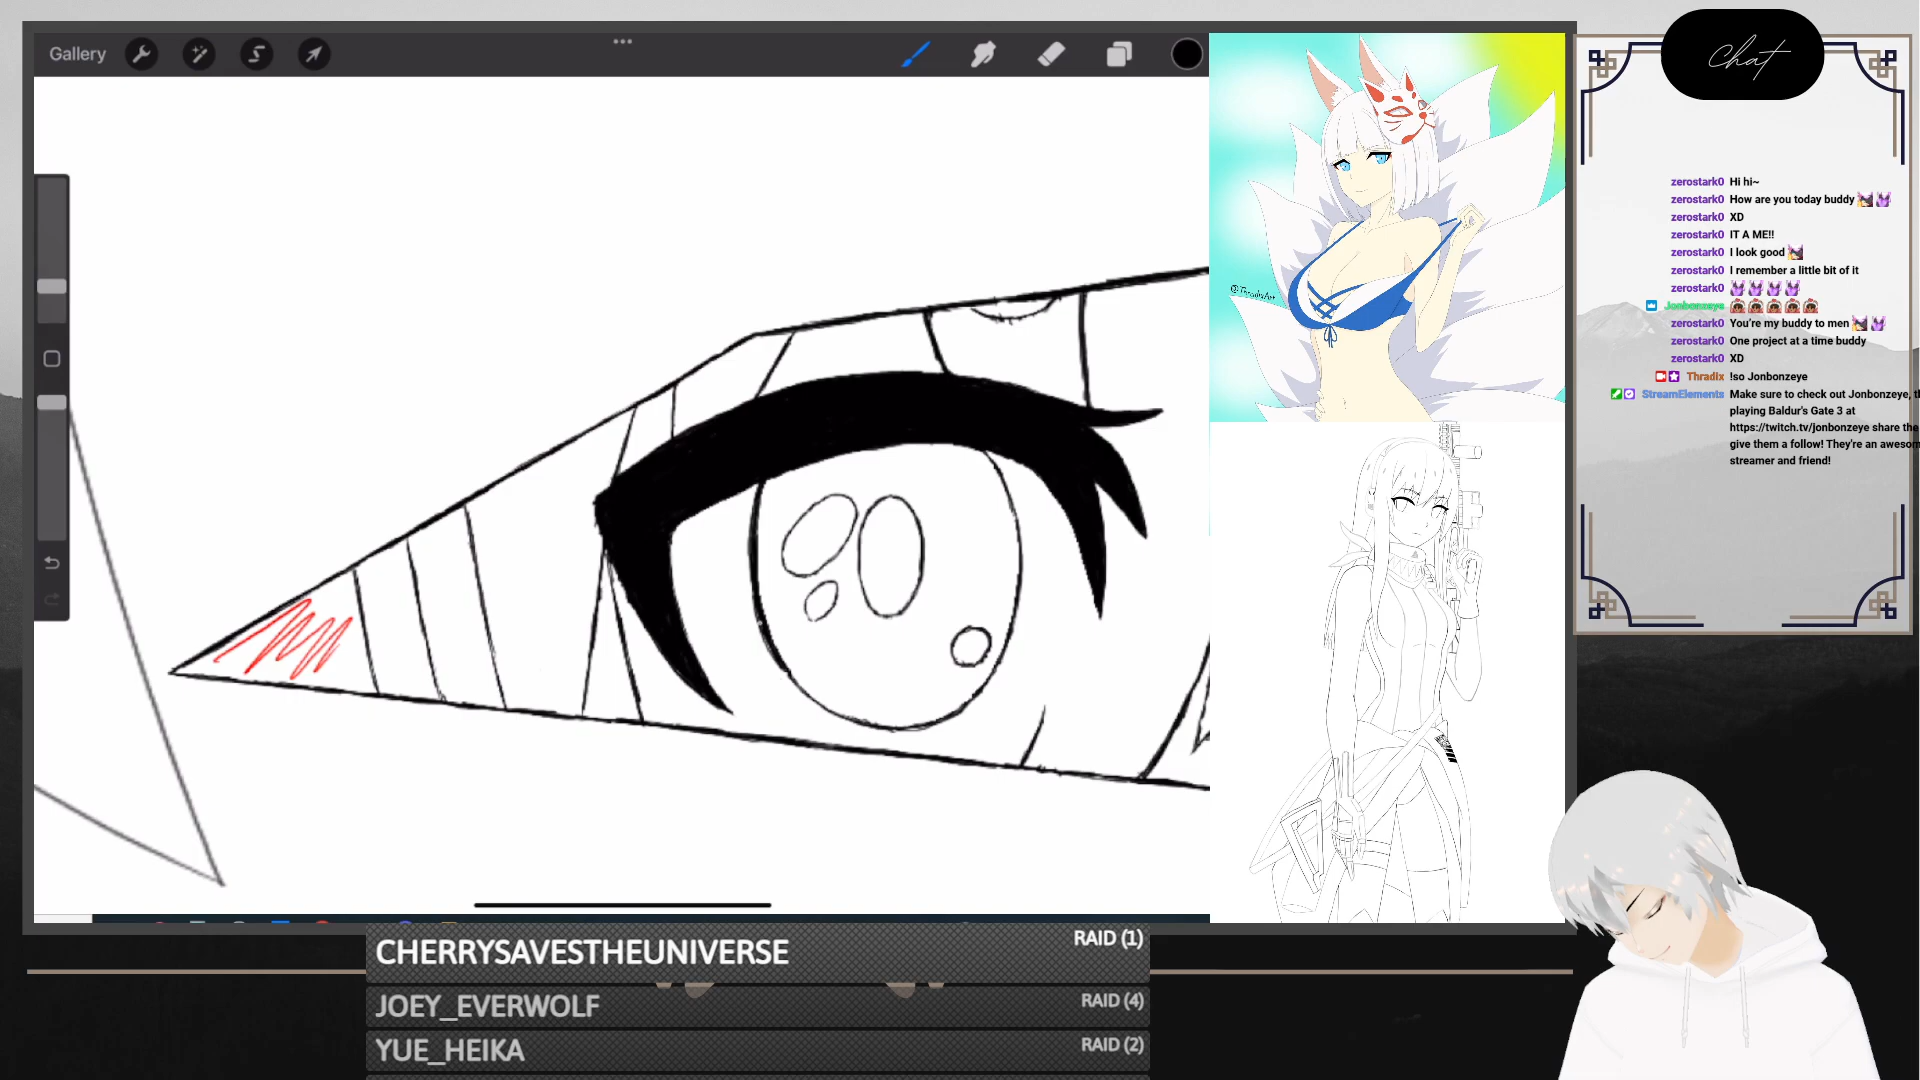 Gallery
Chat
@ThradixArt
zerostark0 Hi hi~
zerostark0 How are you today buddy
zerostark0 XD
zerostark0 IT A ME!!
zerostark0 I look good
zerostark0 I remember a little bit of it
zerostark0
Jonbonzeye
zerostark0 You're my buddy to men
zerostark0 One project at a time buddy
zerostark0 XD
Thradix !so Jonbonzeye
StreamElements Make sure to check out Jonbonzeye,
playing Baldur's Gate 3 at
https://twitch.tv/jonbonzeye share the
give them a follow! They're an
streamer and friend!
CHERRYSAVESTHEUNIVERSE RAID (1)
JOEY_EVERWOLF RAID (4)
YUE_HEIKA RAID (2)